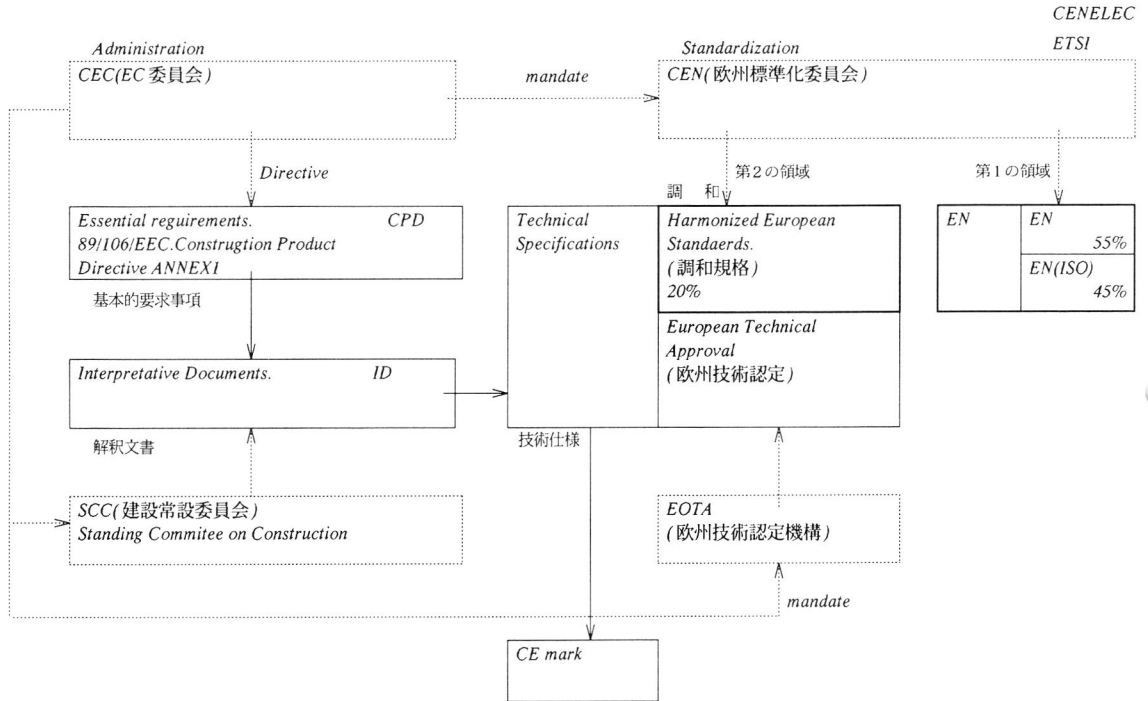 CENELEC
ETSI
Administration
CEC(EC 委員会)
mandate
Standardization
CEN(欧州標準化委員会)
Directive
第2の領域
第1の領域
調 和
Essential reguirements. CPD
89/106/EEC.Construgtion Product
Directive ANNEX1
基本的要求事項
Technical
Specifications
Harmonized European
Standaerds.
(調和規格)
20%
EN
EN
55%
EN(ISO)
45%
European Technical
Approval
(欧州技術認定)
Interpretative Documents. ID
解釈文書
技術仕様
SCC(建設常設委員会)
Standing Commitee on Construction
EOTA
(欧州技術認定機構)
mandate
CE mark